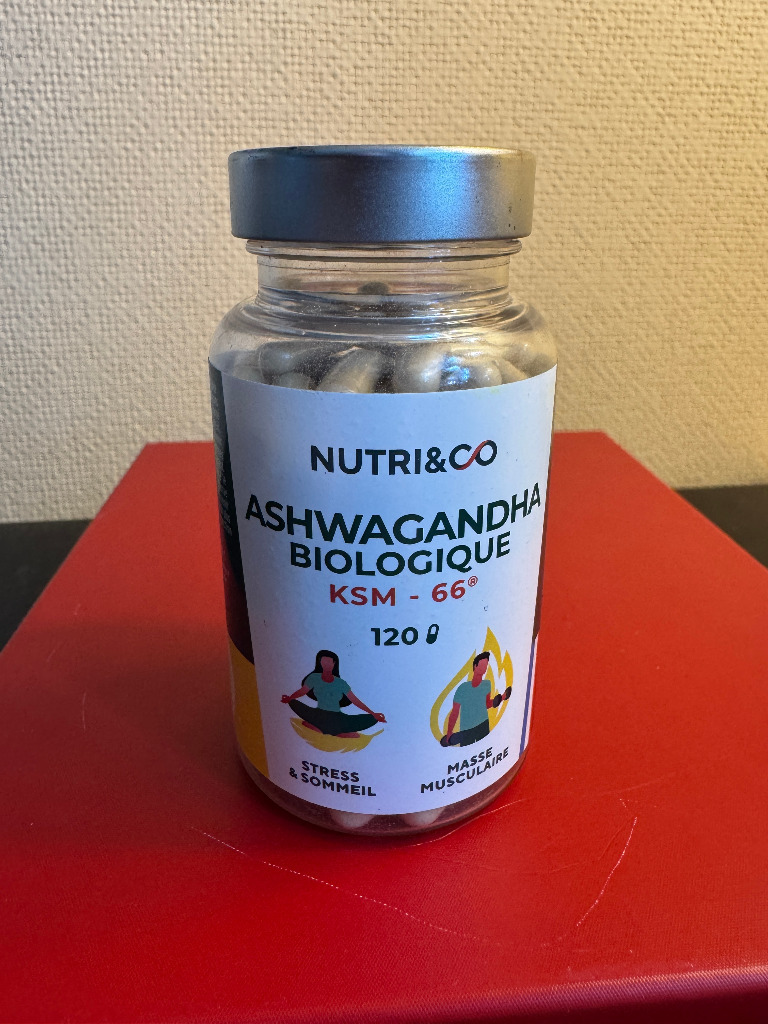 NUTRI&CO
ASHWAGANDHA
BIOLOGIQUE
KSM - 66®
120
STRESS
& SOMMEIL
MASSE
MUSCULAIRE